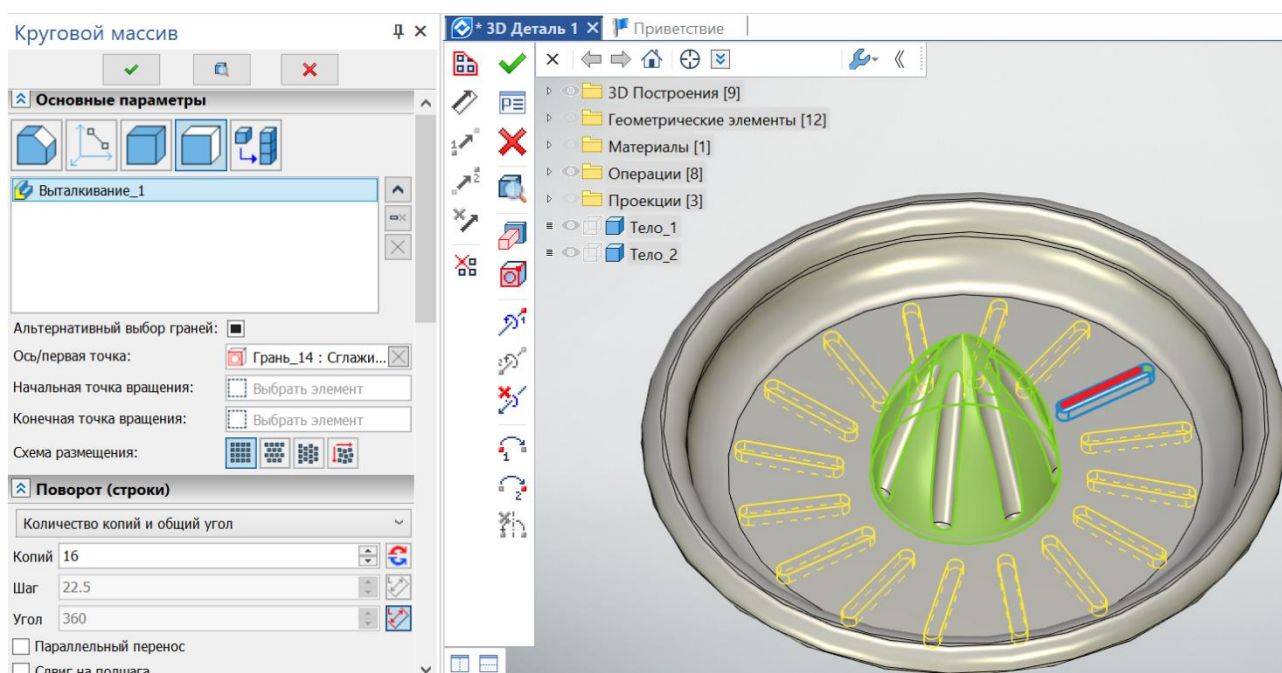 Круговой массив
Основные параметры
Выталкивание_1
Альтернативный выбор граней:
Ось/первая точка: Грань_14 : Сглажи...
Начальная точка вращения: Выбрать элемент
Конечная точка вращения: Выбрать элемент
Схема размещения:
Поворот (строки)
Количество копий и общий угол
Копий 16
Шаг 22.5
Угол 360
Параллельный перенос
Сдвиг на полшага
* 3D Деталь 1
Приветствие
3D Построения [9]
Геометрические элементы [12]
Материалы [1]
Операции [8]
Проекции [3]
Тело_1
Тело_2